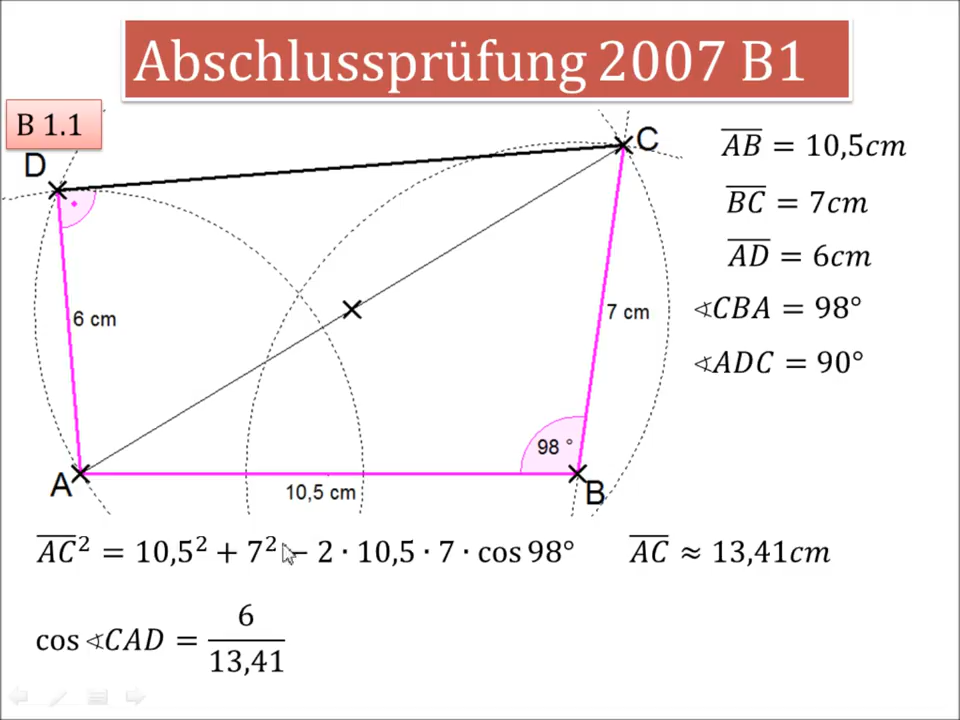 Abschlussprüfung 2007 B1
B 1.1
D
C
6 cm
7 cm
98 °
A
10,5 cm
B
AB = 10,5cm
BC = 7cm
AD = 6cm
∢CBA = 98°
∢ADC = 90°
AC² = 10,5² + 7² − 2 · 10,5 · 7 · cos 98°
AC ≈ 13,41cm
cos ∢CAD = 6/13,41